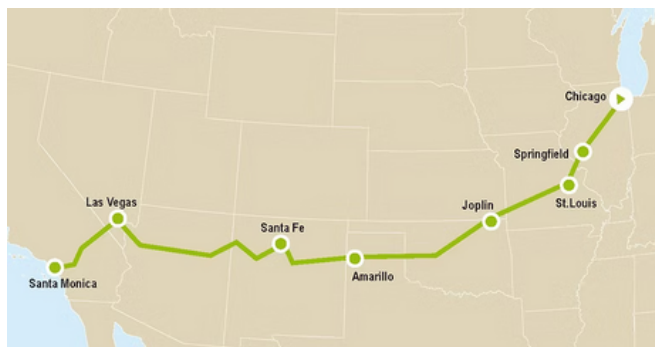 Chicago
Springfield
Las Vegas
Joplin
St.Louis
Santa Fe
Amarillo
Santa Monica